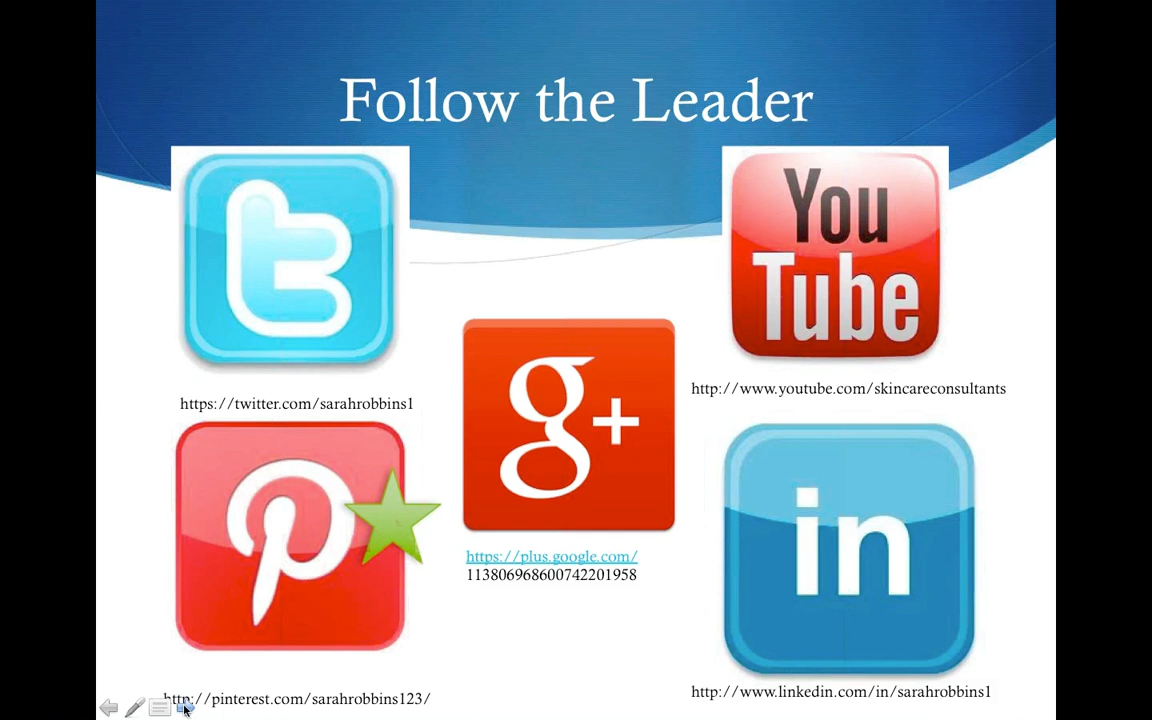 Follow the Leader
You
Tube
https://twitter.com/sarahrobbins1
http://www.youtube.com/skincareconsultants
g+
https://plus.google.com/
113806968600742201958
in
http://pinterest.com/sarahrobbins123/
http://www.linkedin.com/in/sarahrobbins1